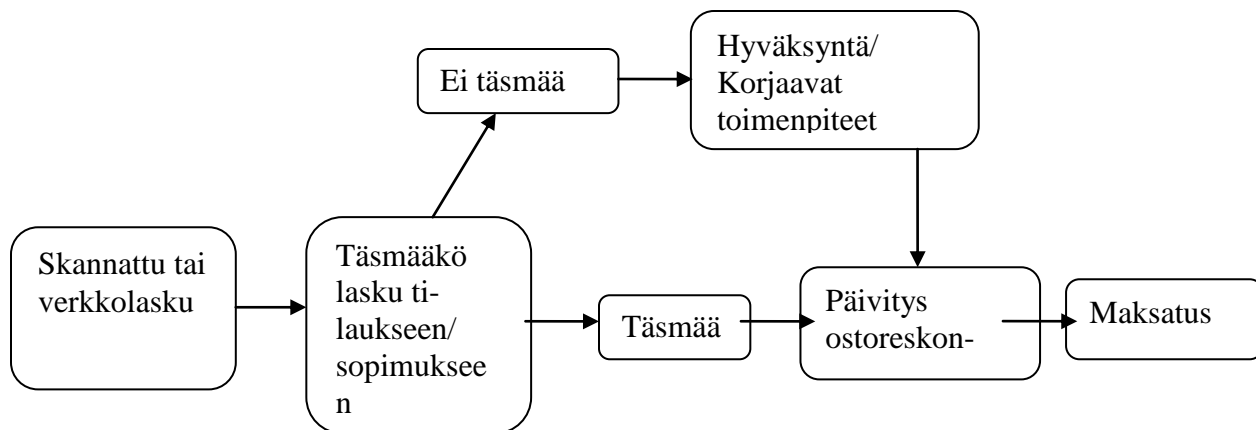 Skannattu tai
verkkolasku
Täsmääkö
lasku ti-
laukseen/
sopimuksee
n
Ei täsmää
Hyväksyntä/
Korjaavat
toimenpiteet
Täsmää
Päivitys
ostoreskon-
Maksatus